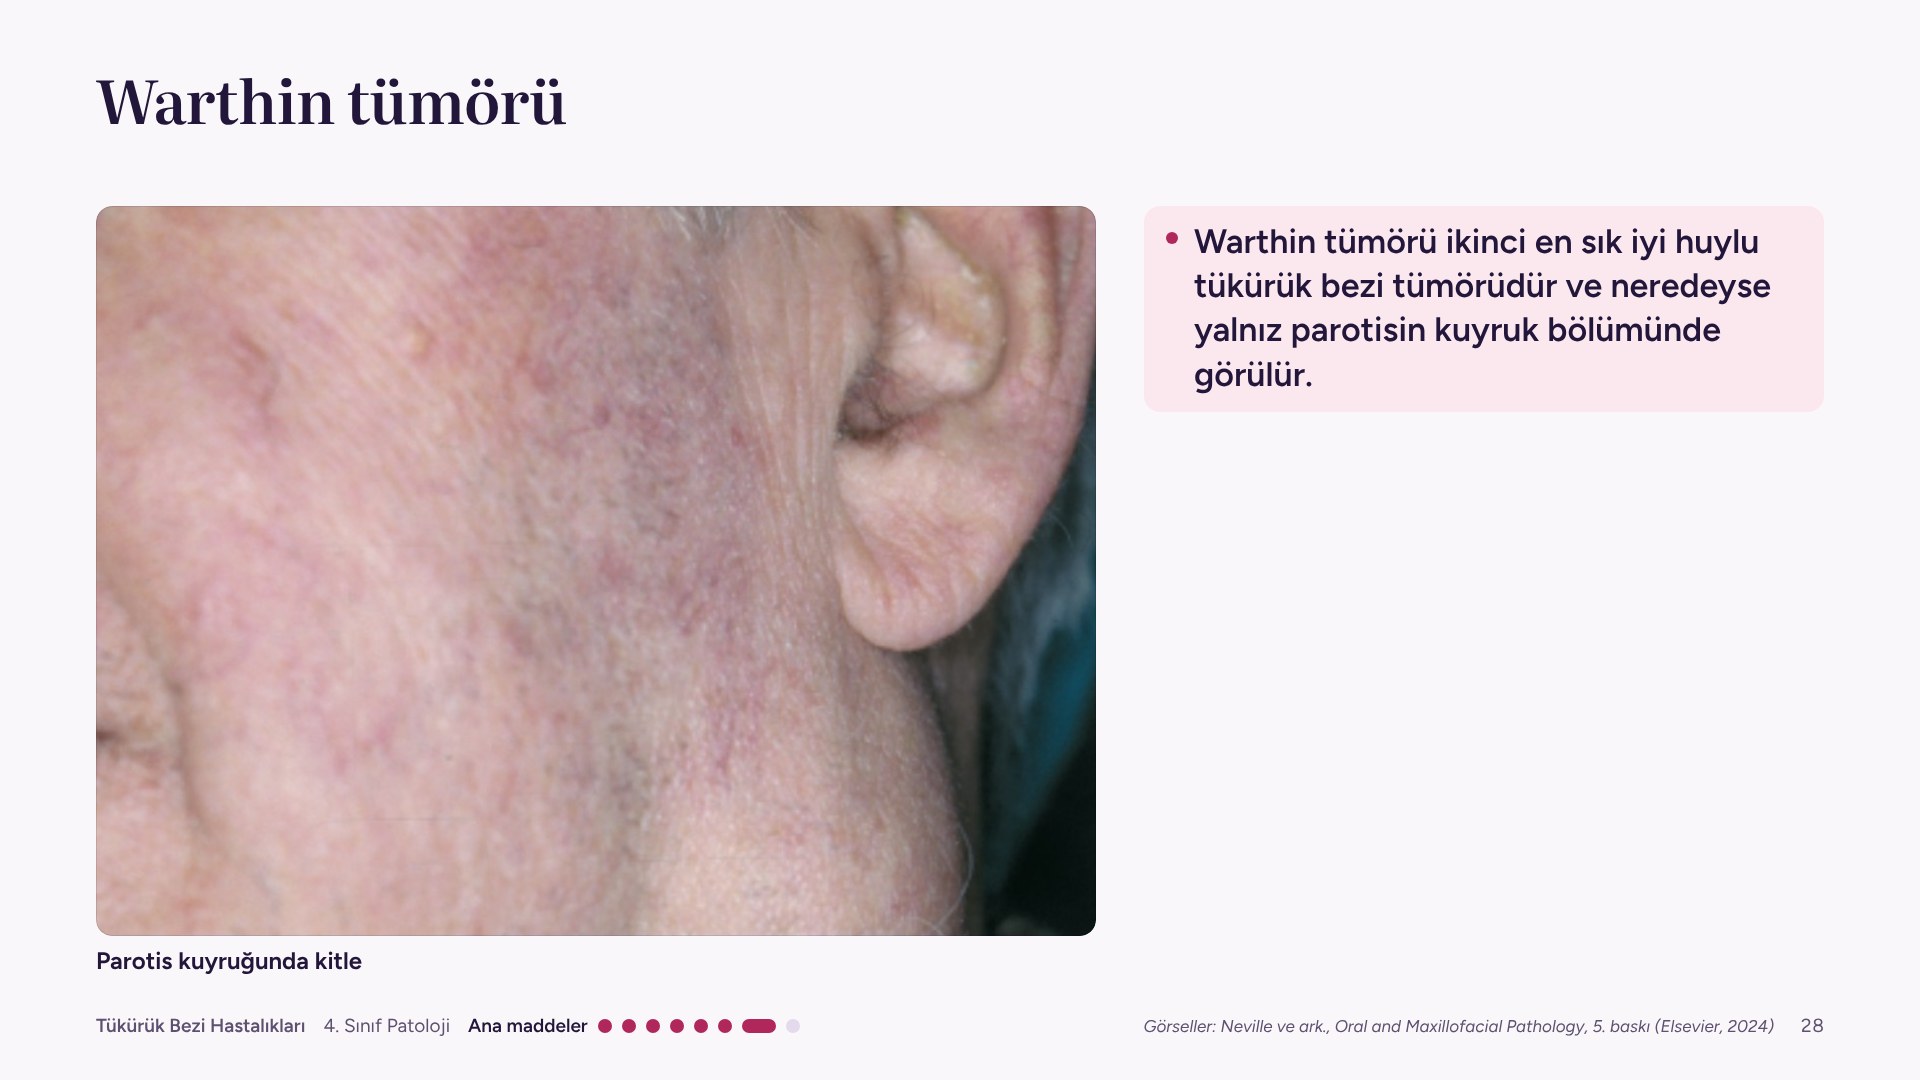 Warthin tümörü
Warthin tümörü ikinci en sık iyi huylu
tükürük bezi tümörüdür ve neredeyse
yalnız parotisin kuyruk bölümünde
görülür.
Parotis kuyruğunda kitle
Tükürük Bezi Hastalıkları 4. Sınıf Patoloji Ana maddeler
Görseller: Neville ve ark., Oral and Maxillofacial Pathology, 5. baskı (Elsevier, 2024) 28